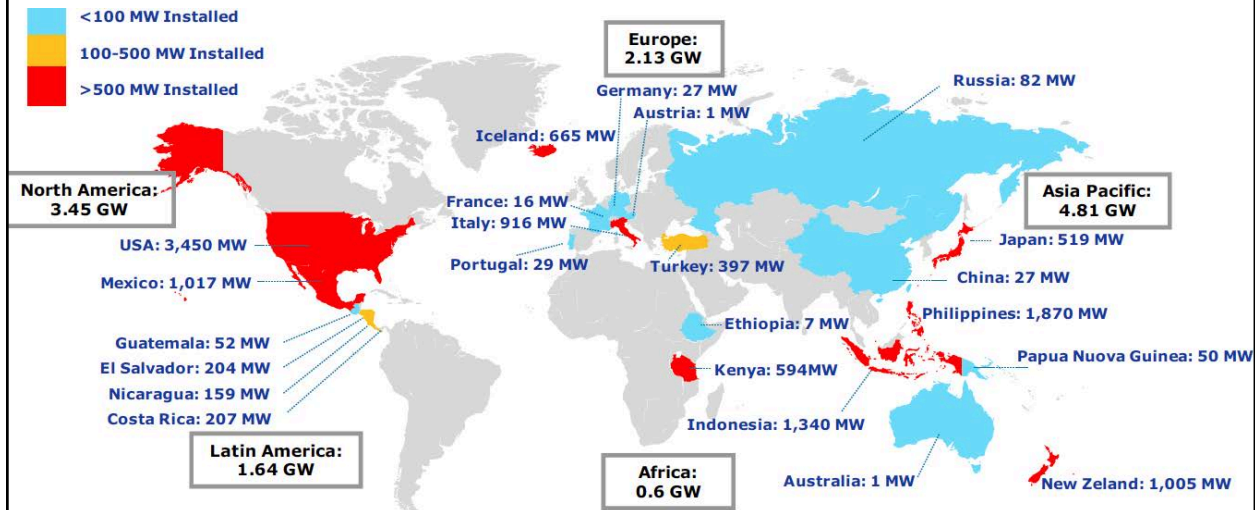 <100 MW Installed
100-500 MW Installed
>500 MW Installed
Europe:
2.13 GW
Germany: 27 MW
Austria: 1 MW
Russia: 82 MW
Iceland: 665 MW
North America:
3.45 GW
France: 16 MW
Italy: 916 MW
Asia Pacific:
4.81 GW
USA: 3,450 MW
Japan: 519 MW
Portugal: 29 MW
Turkey: 397 MW
Mexico: 1,017 MW
China: 27 MW
Philippines: 1,870 MW
Ethiopia: 7 MW
Guatemala: 52 MW
El Salvador: 204 MW
Papua Nuova Guinea: 50 MW
Kenya: 594MW
Nicaragua: 159 MW
Costa Rica: 207 MW
Indonesia: 1,340 MW
Latin America:
1.64 GW
Africa:
0.6 GW
Australia: 1 MW
New Zeland: 1,005 MW